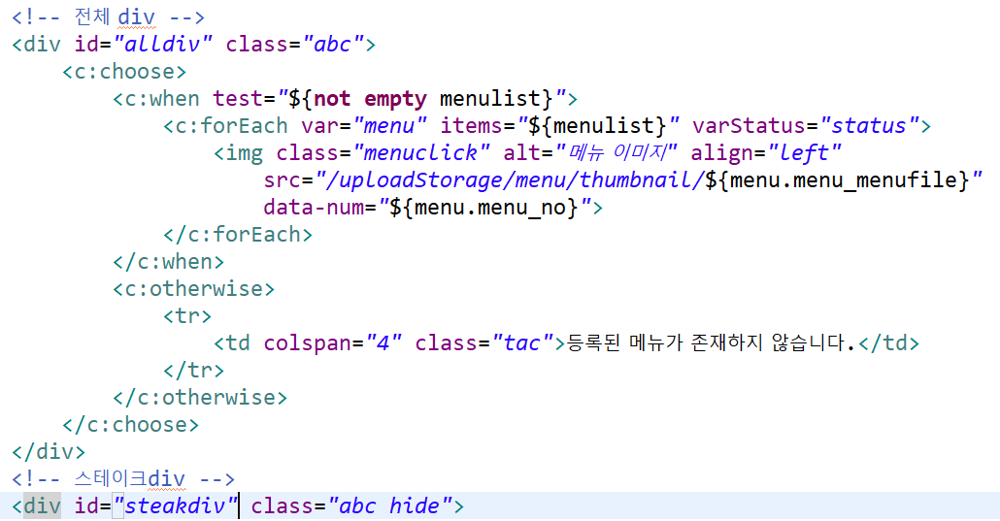 <!-- 전체 div -->
<div id="alldiv" class="abc">
    <c:choose>
        <c:when test="${not empty menulist}">
            <c:forEach var="menu" items="${menulist}" varStatus="status">
                <img class="menuclick" alt="메뉴 이미지" align="left"
                    src="/uploadStorage/menu/thumbnail/${menu.menu_menufile}"
                    data-num="${menu.menu_no}">
            </c:forEach>
        </c:when>
        <c:otherwise>
            <tr>
                <td colspan="4" class="tac">등록된 메뉴가 존재하지 않습니다.</td>
            </tr>
        </c:otherwise>
    </c:choose>
</div>
<!-- 스테이크div -->
<div id="steakdiv" class="abc hide">